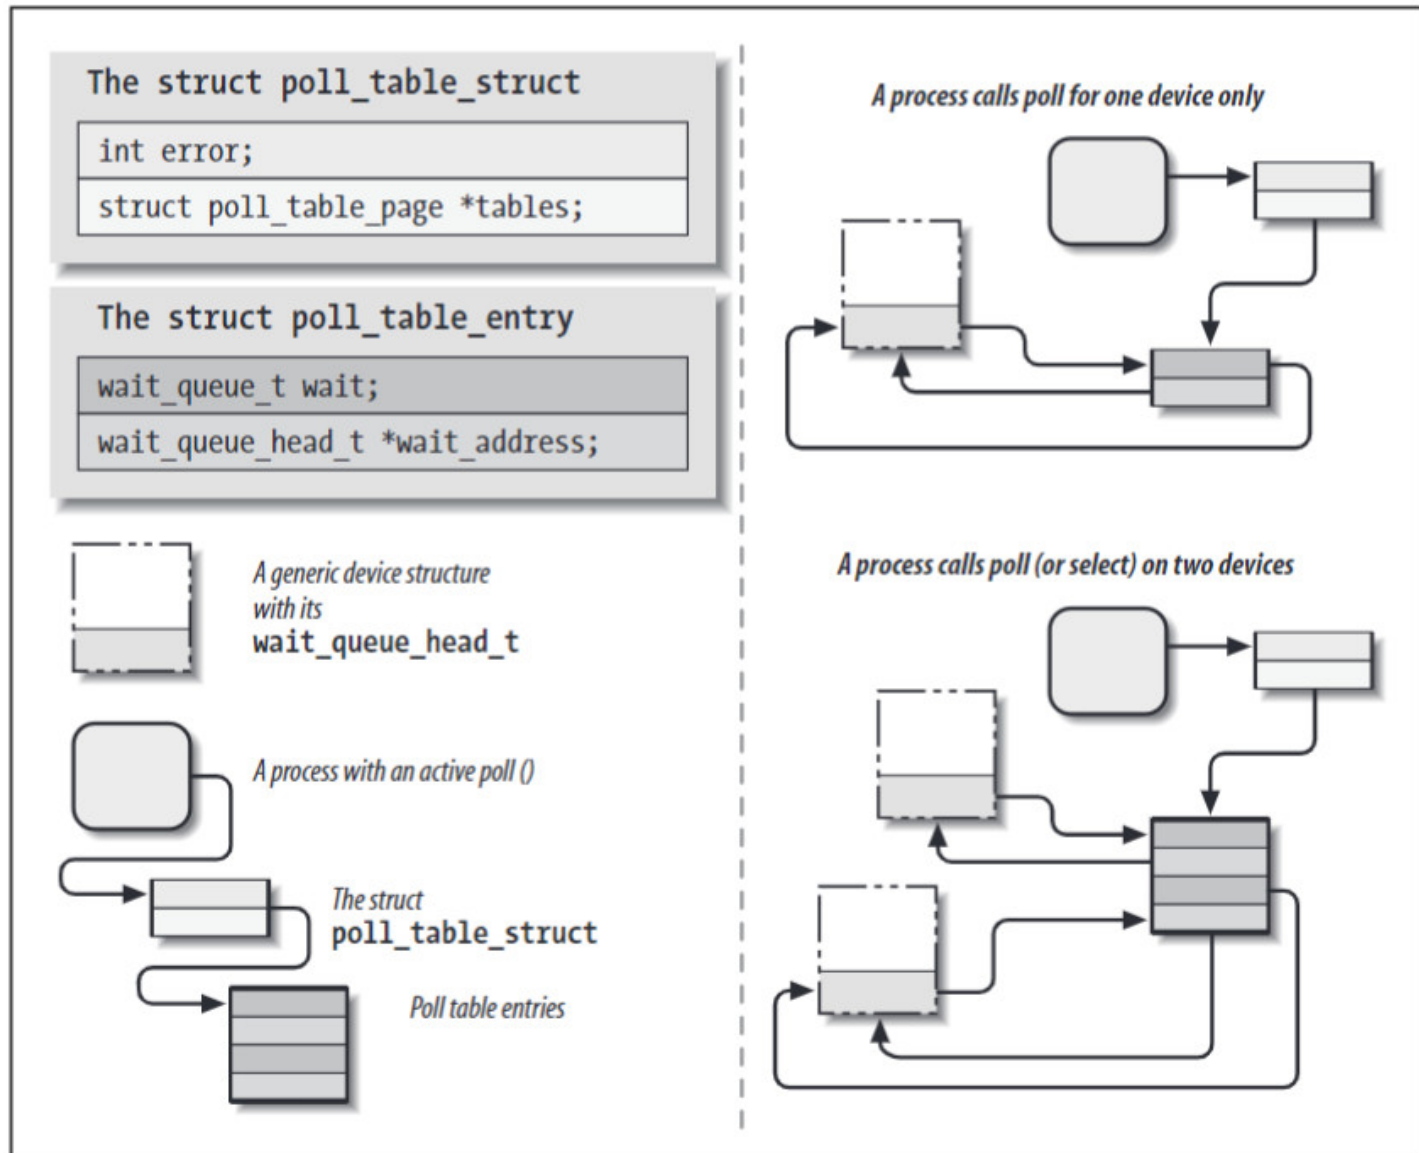 The struct poll_table_struct
int error;
struct poll_table_page *tables;
The struct poll_table_entry
wait_queue_t wait;
wait_queue_head_t *wait_address;
A generic device structure
with its
wait_queue_head_t
A process with an active poll ()
The struct
poll_table_struct
Poll table entries
A process calls poll for one device only
A process calls poll (or select) on two devices